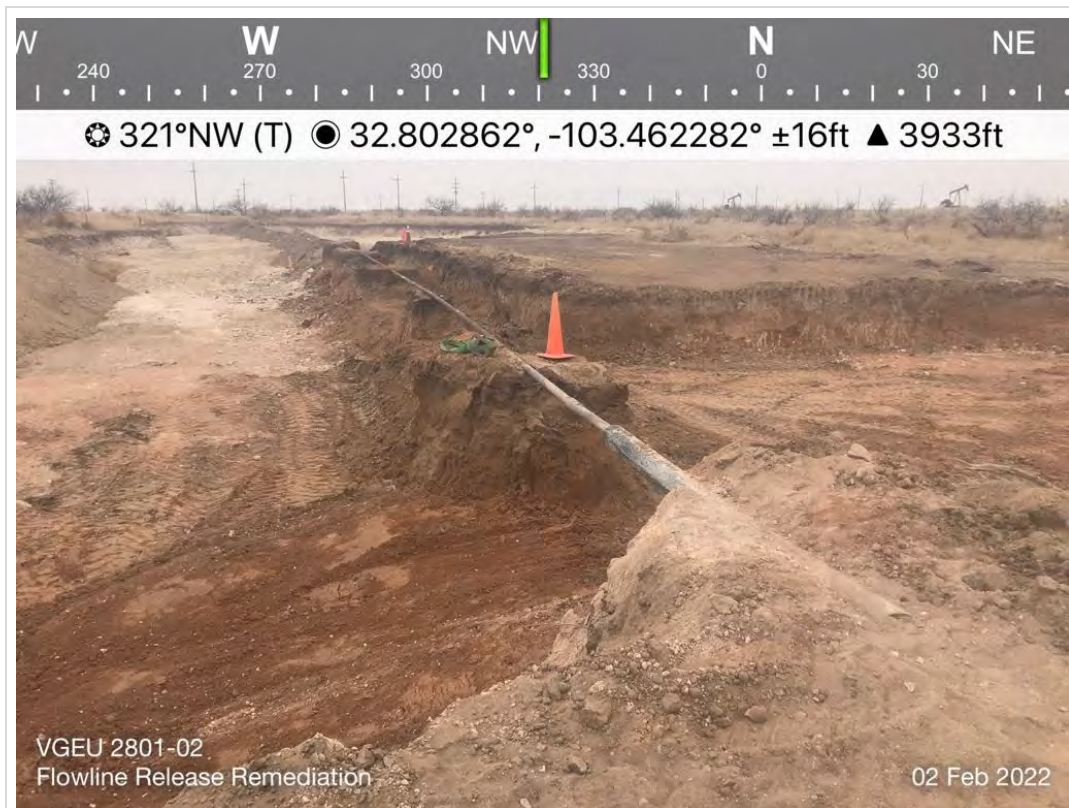 W W NW N NE
240 270 300 330 0 30
321°NW (T) 32.802862°, -103.462282° ±16ft ▲ 3933ft
VGEU 2801-02
Flowline Release Remediation
02 Feb 2022